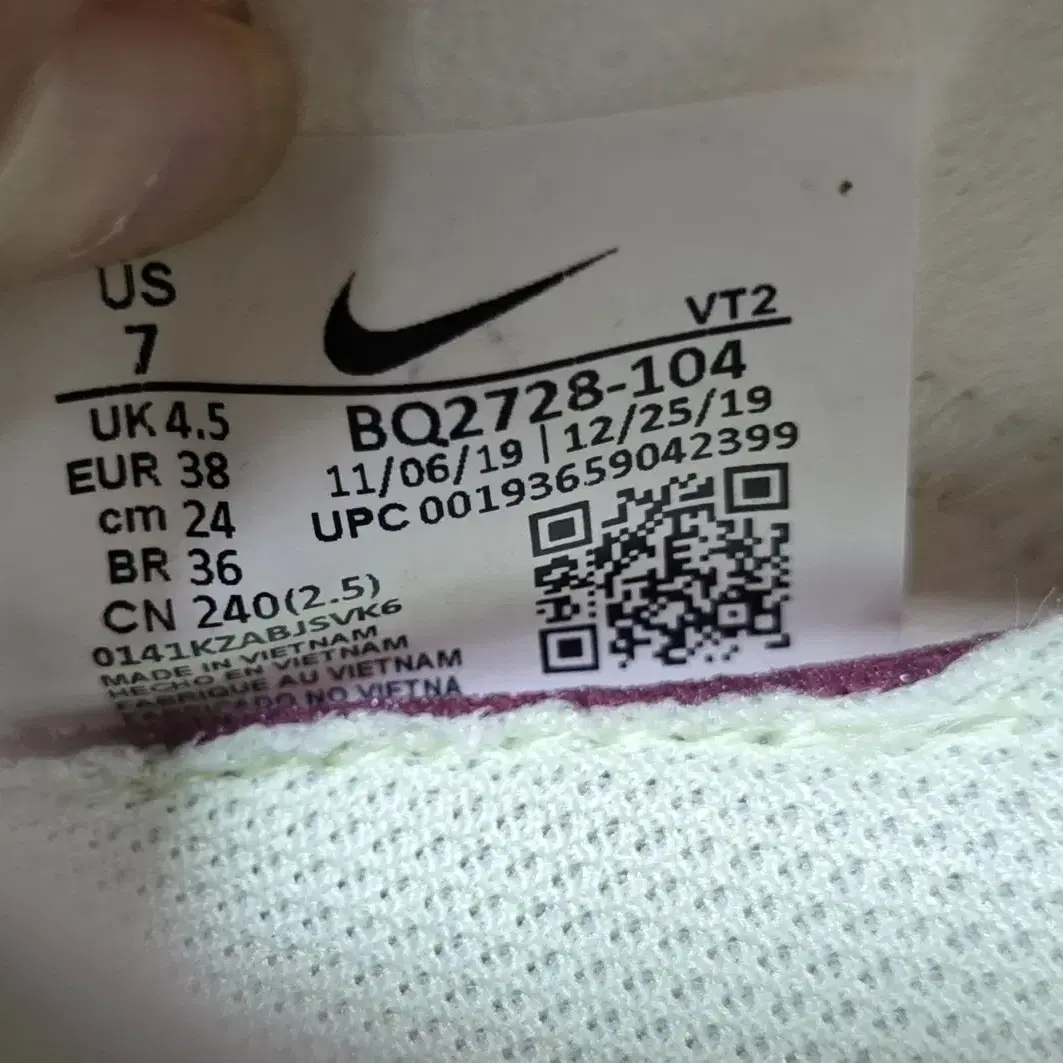 US
7
UK 4.5
EUR 38
cm 24
BR 36
CN 240(2.5)
0141KZABJSVK6
MADE IN VIETNAM
HECHO EN VIETNAM
FABRIQUE AU VIETNAM
FABRICADO NO VIETNA
VT2
BQ2728-104
11/06/19 | 12/25/19
UPC 00193659042399